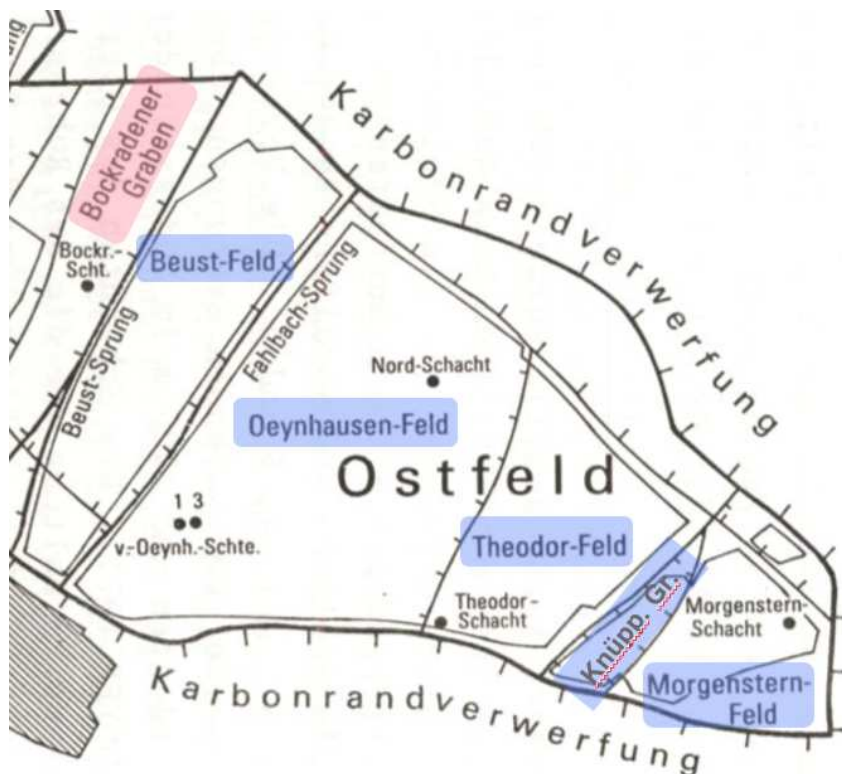 ung
Bockradener
Graben
Karbonrandverwerfung
Bockr.-
Scht.
Beust-Feld
Beust-Sprung
Fahlbach-Sprung
Nord-Schacht
Oeynhausen-Feld
Ostfeld
1 3
v.-Oeynh.-Schte.
Theodor-Feld
Theodor-
Schacht
Knüpp. Gr.
Morgenstern-
Schacht
Morgenstern-
Feld
Karbonrandverwerfung